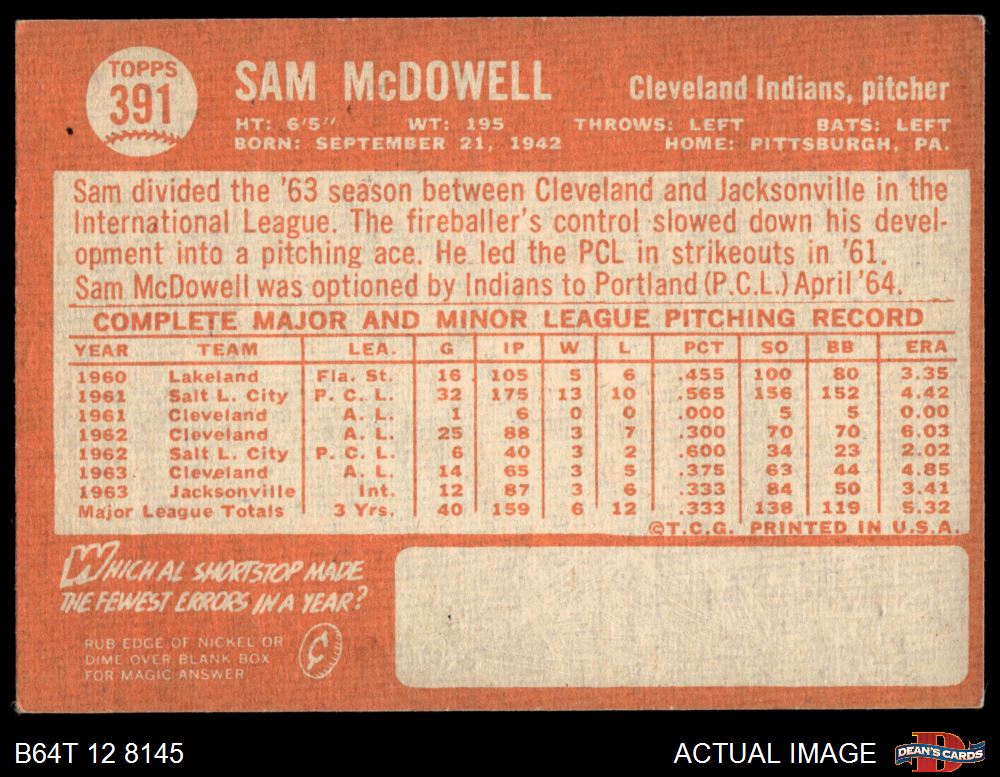 TOPPS
391
SAM McDOWELL
Cleveland Indians, pitcher
HT: 6'5" WT: 195 THROWS: LEFT BATS: LEFT
BORN: SEPTEMBER 21, 1942 HOME: PITTSBURGH, PA.
Sam divided the '63 season between Cleveland and Jacksonville in the
International League. The fireballer's control slowed down his devel-
opment into a pitching ace. He led the PCL in strikeouts in '61.
Sam McDowell was optioned by Indians to Portland (P.C.L.) April '64.
COMPLETE MAJOR AND MINOR LEAGUE PITCHING RECORD
YEAR TEAM LEA. G IP W L PCT SO BB ERA
1960 Lakeland Fla. St. 16 105 5 6 .455 100 80 3.35
1961 Salt L. City P. C. L. 32 175 13 10 .565 156 152 4.42
1961 Cleveland A. L. 1 6 0 0 .000 5 5 0.00
1962 Cleveland A. L. 25 88 3 7 .300 70 70 6.03
1962 Salt L. City P. C. L. 6 40 3 2 .600 34 23 2.02
1963 Cleveland A. L. 14 65 3 5 .375 63 44 4.85
1963 Jacksonville Int. 12 87 3 6 .333 84 50 3.41
Major League Totals 3 Yrs. 40 159 6 12 .333 138 119 5.32
©T.C.G. PRINTED IN U.S.A.
WHICH AL SHORTSTOP MADE
THE FEWEST ERRORS IN A YEAR?
RUB EDGE OF NICKEL OR
DIME OVER BLANK BOX
FOR MAGIC ANSWER
¢
B64T 12 8145 ACTUAL IMAGE
D
DEAN'S CARDS